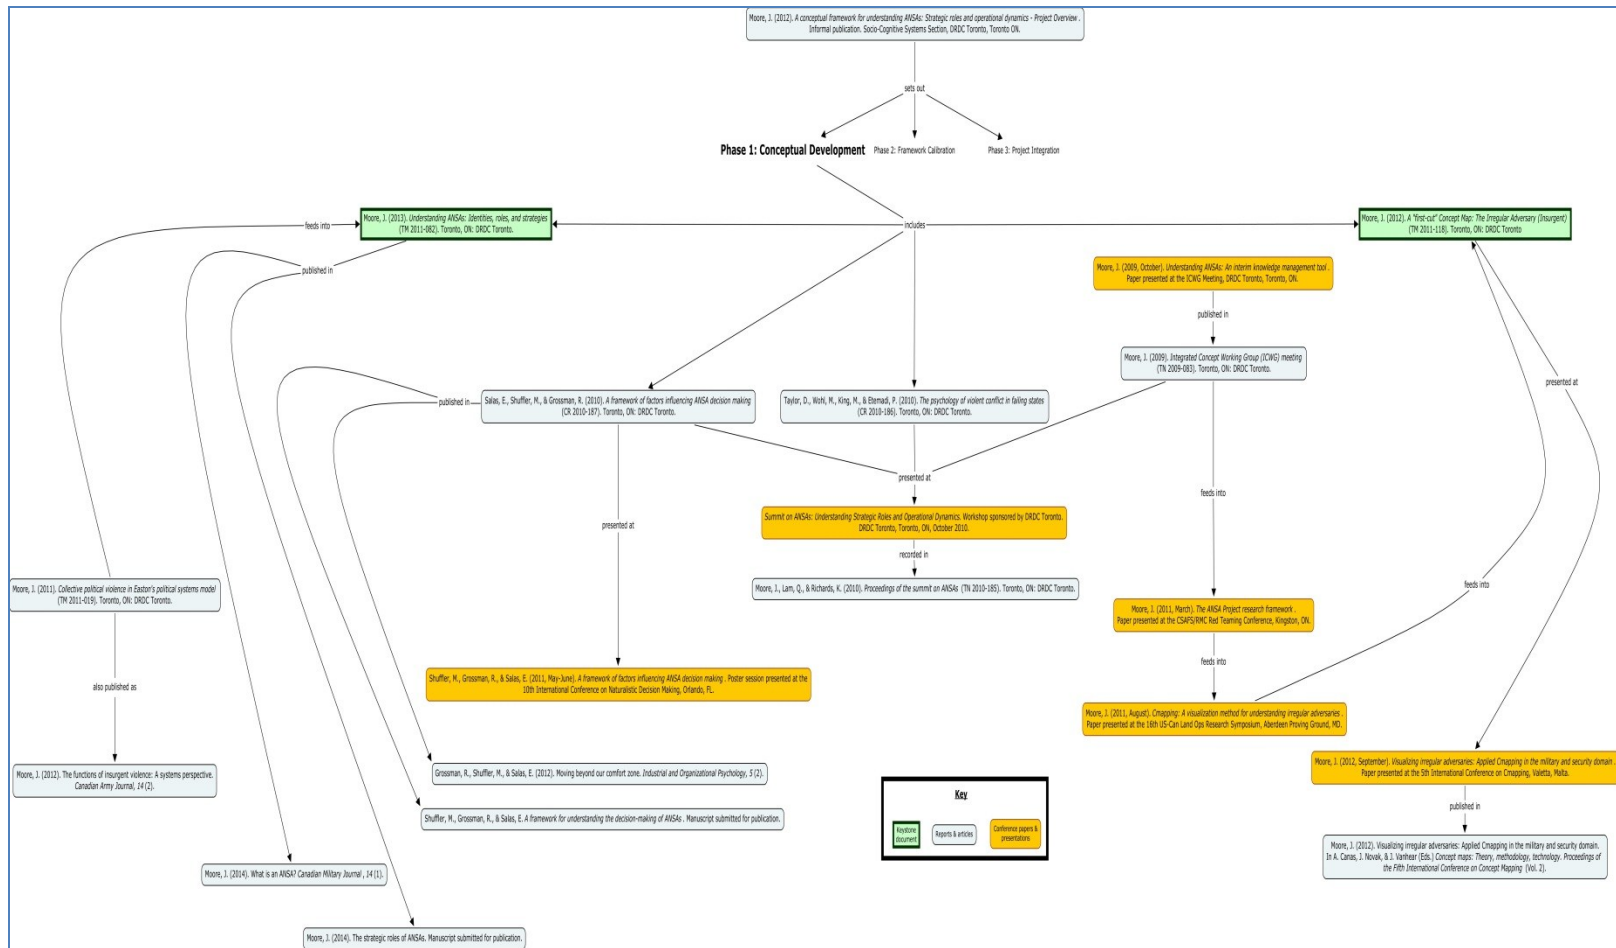 Moore, J. (2012). A conceptual framework for understanding ANSAs: Strategic roles and operational dynamics - Project Overview .
Informal publication. Socio-Cognitive Systems Section, DRDC Toronto, Toronto ON.
sets out
Phase 1: Conceptual Development
Phase 2: Framework Calibration
Phase 3: Project Integration
feeds into
Moore, J. (2013). Understanding ANSAs: Identities, roles, and strategies
(TM 2011-082). Toronto, ON: DRDC Toronto.
includes
Moore, J. (2012). A "first-cut" Concept Map: The Irregular Adversary (Insurgent)
(TM 2011-118). Toronto, ON: DRDC Toronto
published in
Moore, J. (2009, October). Understanding ANSAs: An interim knowledge management tool .
Paper presented at the ICWG Meeting, DRDC Toronto, Toronto, ON.
published in
Moore, J. (2009). Integrated Concept Working Group (ICWG) meeting
(TN 2009-083). Toronto, ON: DRDC Toronto.
presented at
published in
Salas, E., Shuffler, M., & Grossman, R. (2010). A framework of factors influencing ANSA decision making
(CR 2010-187). Toronto, ON: DRDC Toronto.
Taylor, D., Wohl, M., King, M., & Etemadi, P. (2010). The psychology of violent conflict in failing states
(CR 2010-186). Toronto, ON: DRDC Toronto.
presented at
feeds into
Summit on ANSAs: Understanding Strategic Roles and Operational Dynamics. Workshop sponsored by DRDC Toronto.
DRDC Toronto, Toronto, ON, October 2010.
presented at
recorded in
Moore, J. (2011). Collective political violence in Easton's political systems model
(TM 2011-019). Toronto, ON: DRDC Toronto.
Moore, J., Lam, Q., & Richards, K. (2010). Proceedings of the summit on ANSAs (TN 2010-185). Toronto, ON: DRDC Toronto.
feeds into
Moore, J. (2011, March). The ANSA Project research framework .
Paper presented at the CSAFS/RMC Red Teaming Conference, Kingston, ON.
feeds into
also published as
Shuffler, M., Grossman, R., & Salas, E. (2011, May-June). A framework of factors influencing ANSA decision making . Poster session presented at the
10th International Conference on Naturalistic Decision Making, Orlando, FL.
Moore, J. (2011, August). Cmapping: A visualization method for understanding irregular adversaries .
Paper presented at the 16th US-Can Land Ops Research Symposium, Aberdeen Proving Ground, MD.
Moore, J. (2012). The functions of insurgent violence: A systems perspective.
Canadian Army Journal, 14 (2).
Grossman, R., Shuffler, M., & Salas, E. (2012). Moving beyond our comfort zone. Industrial and Organizational Psychology, 5 (2).
Moore, J. (2012, September). Visualizing irregular adversaries: Applied Cmapping in the military and security domain .
Paper presented at the 5th International Conference on Cmapping, Valetta, Malta.
Key
published in
Shuffler, M., Grossman, R., & Salas, E. A framework for understanding the decision-making of ANSAs . Manuscript submitted for publication.
Keystone
document
Reports & articles
Conference papers &
presentations
Moore, J. (2012). Visualizing irregular adversaries: Applied Cmapping in the military and security domain.
In A. Canas, J. Novak, & J. Vanhear (Eds.) Concept maps: Theory, methodology, technology. Proceedings of
the Fifth International Conference on Concept Mapping (Vol. 2).
Moore, J. (2014). What is an ANSA? Canadian Military Journal , 14 (1).
Moore, J. (2014). The strategic roles of ANSAs. Manuscript submitted for publication.